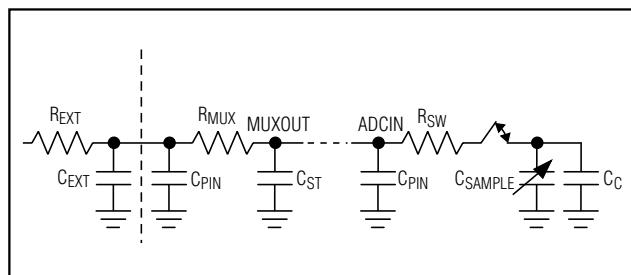 REXT
RMUX
MUXOUT
ADCIN
RSW
CEXT
CPIN
CST
CPIN
CSAMPLE
CC